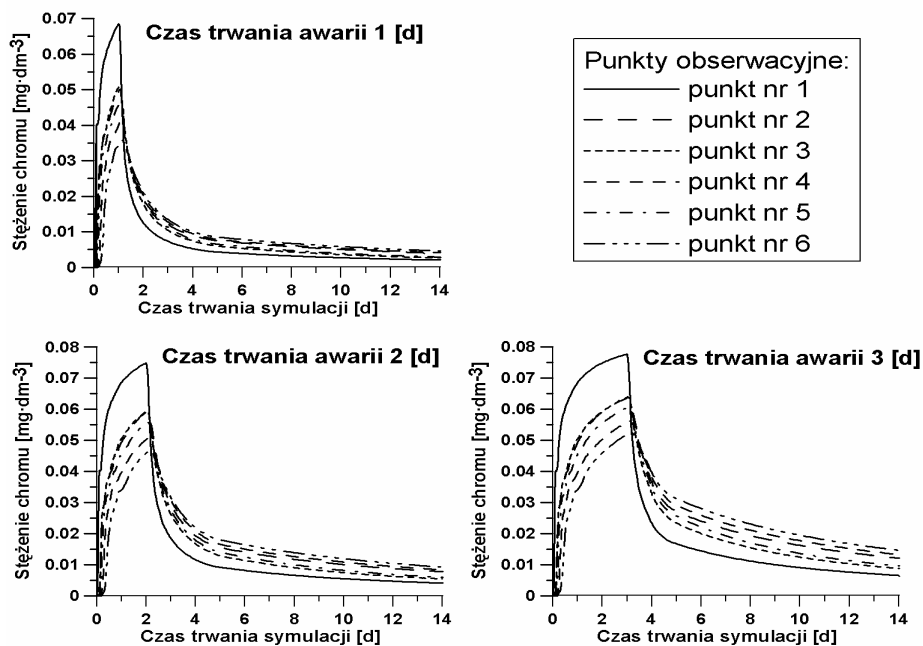 Czas trwania awarii 1 [d]
Stężenie chromu [mg·dm-3]
0.07
0.06
0.05
0.04
0.03
0.02
0.01
0
0 2 4 6 8 10 12 14
Czas trwania symulacji [d]
Punkty obserwacyjne:
punkt nr 1
punkt nr 2
punkt nr 3
punkt nr 4
punkt nr 5
punkt nr 6
Czas trwania awarii 2 [d]
Stężenie chromu [mg·dm-3]
0.08
0.07
0.06
0.05
0.04
0.03
0.02
0.01
0
0 2 4 6 8 10 12 14
Czas trwania symulacji [d]
Czas trwania awarii 3 [d]
Stężenie chromu [mg·dm-3]
0.08
0.07
0.06
0.05
0.04
0.03
0.02
0.01
0
0 2 4 6 8 10 12 14
Czas trwania symulacji [d]